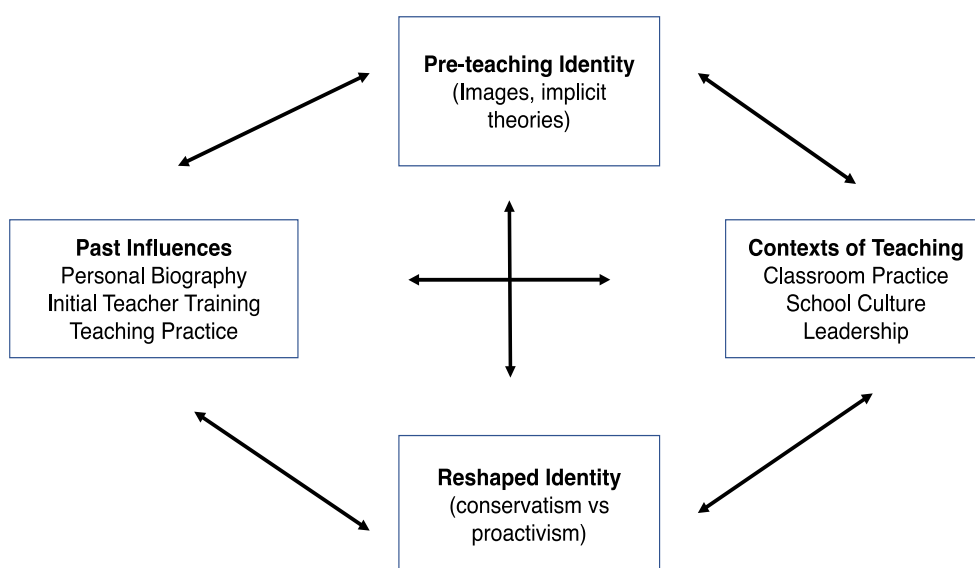 Pre-teaching Identity
(Images, implicit
theories)
Past Influences
Personal Biography
Initial Teacher Training
Teaching Practice
Contexts of Teaching
Classroom Practice
School Culture
Leadership
Reshaped Identity
(conservatism vs
proactivism)